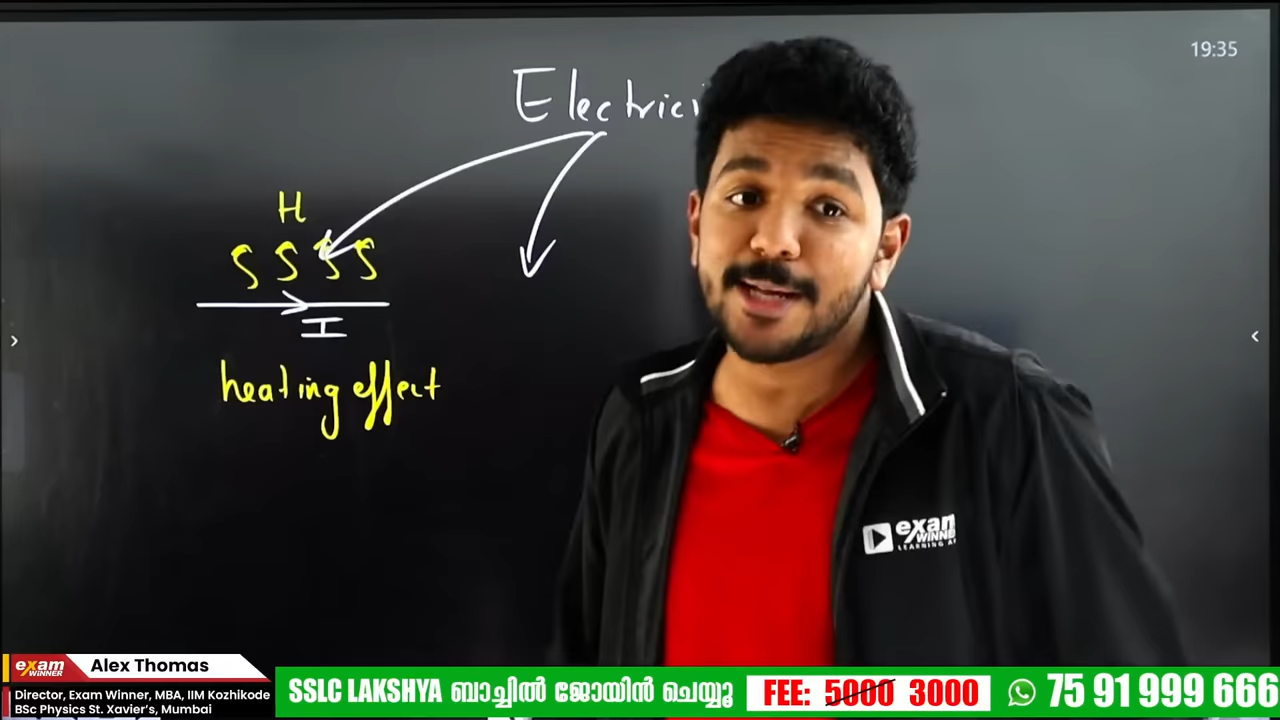 19:35
Electrici
H
I
heating effect
exam
WINNER
LEARNING A
exam
WINNER
Alex Thomas
Director, Exam Winner, MBA, IIM Kozhikode
BSc Physics St. Xavier's, Mumbai
SSLC LAKSHYA ബാച്ചിൽ ജോയിൻ ചെയ്യൂ
FEE: 5000 3000
75 91 999 666